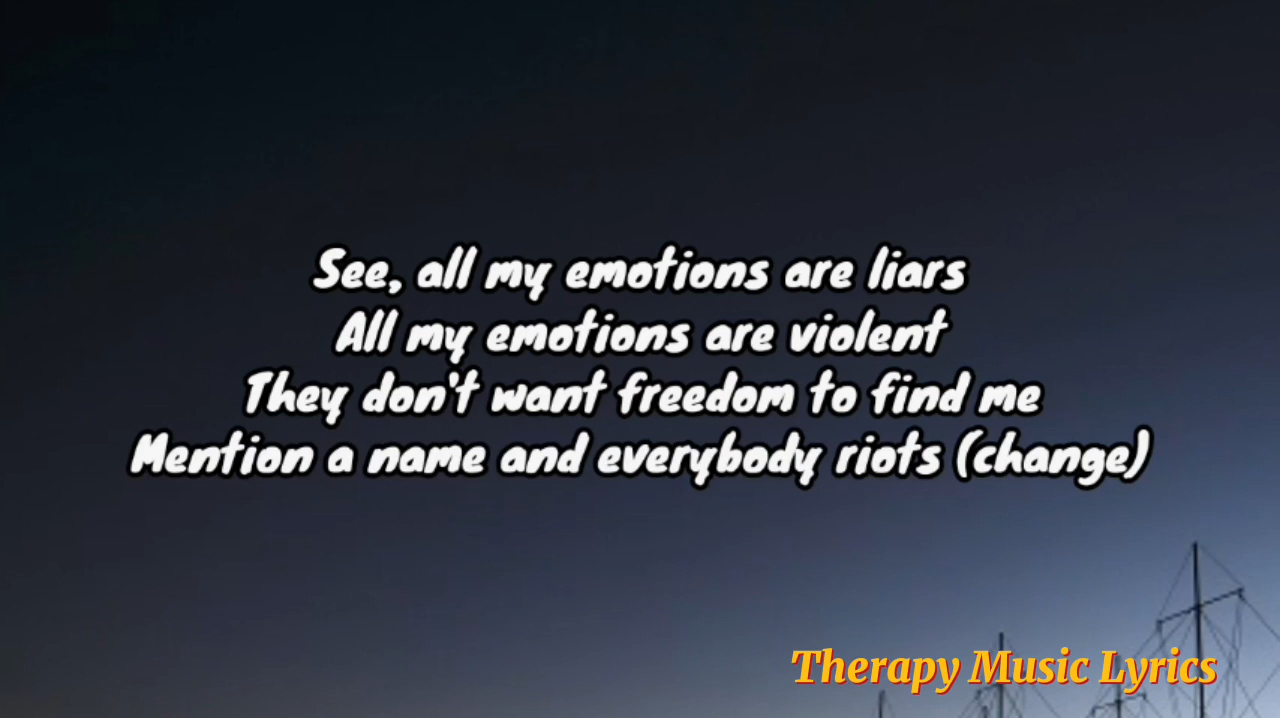 See, all my emotions are liars
All my emotions are violent
They don't want freedom to find me
Mention a name and everybody riots (change)
Therapy Music Lyrics